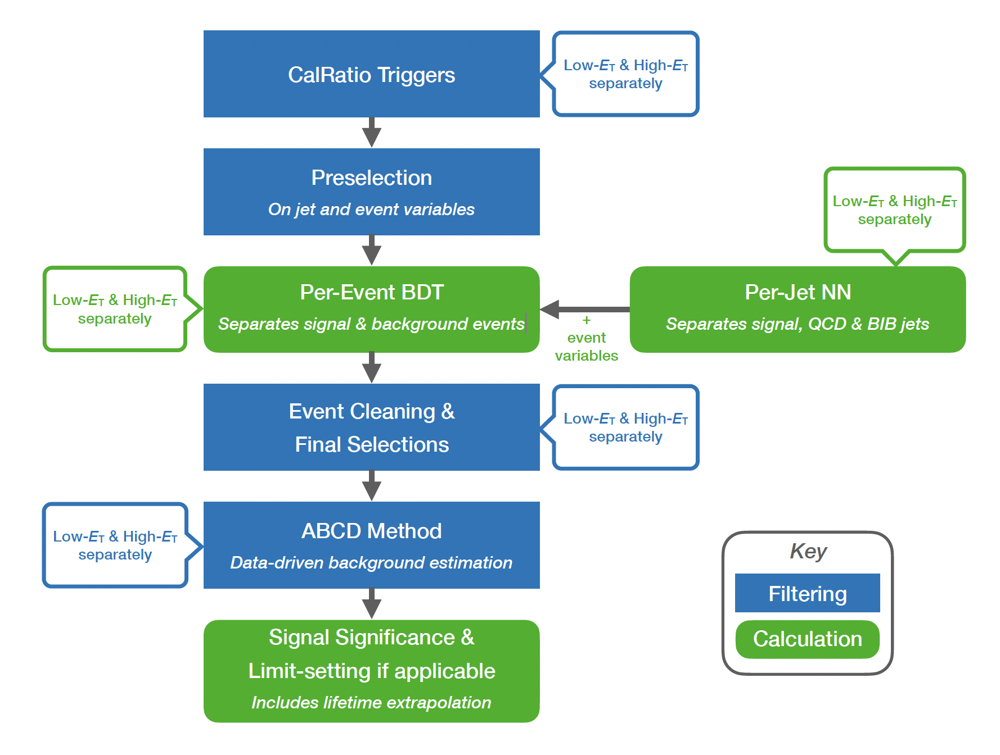 CalRatio Triggers
Low-ET & High-ET
separately
Preselection
On jet and event variables
Low-ET & High-ET
separately
Low-ET & High-ET
separately
Per-Event BDT
Separates signal & background events
+
event
variables
Per-Jet NN
Separates signal, QCD & BIB jets
Event Cleaning &
Final Selections
Low-ET & High-ET
separately
Low-ET & High-ET
separately
ABCD Method
Data-driven background estimation
Signal Significance &
Limit-setting if applicable
Includes lifetime extrapolation
Key
Filtering
Calculation